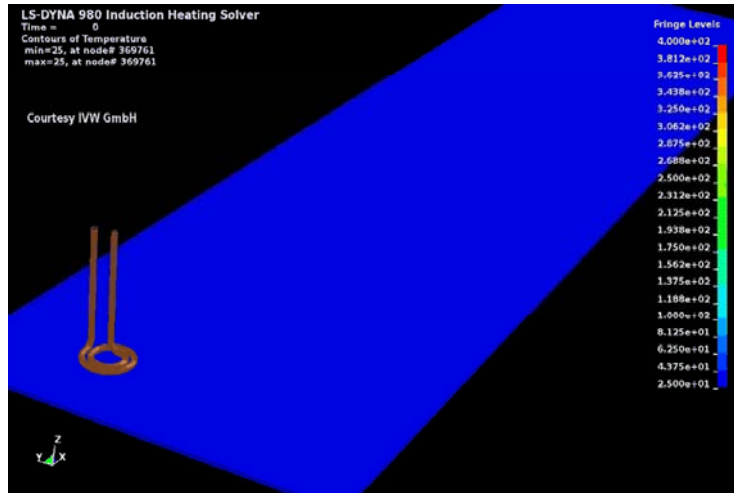 LS-DYNA 980 Induction Heating Solver
Time =       0
Contours of Temperature
min=25, at node# 369761
max=25, at node# 369761
Courtesy IVW GmbH
Fringe Levels
4.000e+02
3.812e+02
3.625e+02
3.438e+02
3.250e+02
3.062e+02
2.875e+02
2.688e+02
2.500e+02
2.312e+02
2.125e+02
1.938e+02
1.750e+02
1.562e+02
1.375e+02
1.188e+02
1.000e+02
8.125e+01
6.250e+01
4.375e+01
2.500e+01
Z
Y X